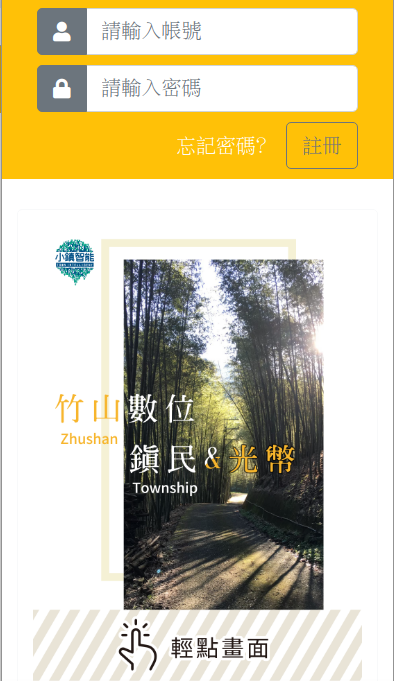 請輸入帳號
請輸入密碼
忘記密碼? 註冊
小鎮智能
竹山數位
Zhushan
鎮民&光幣
Township
輕點畫面